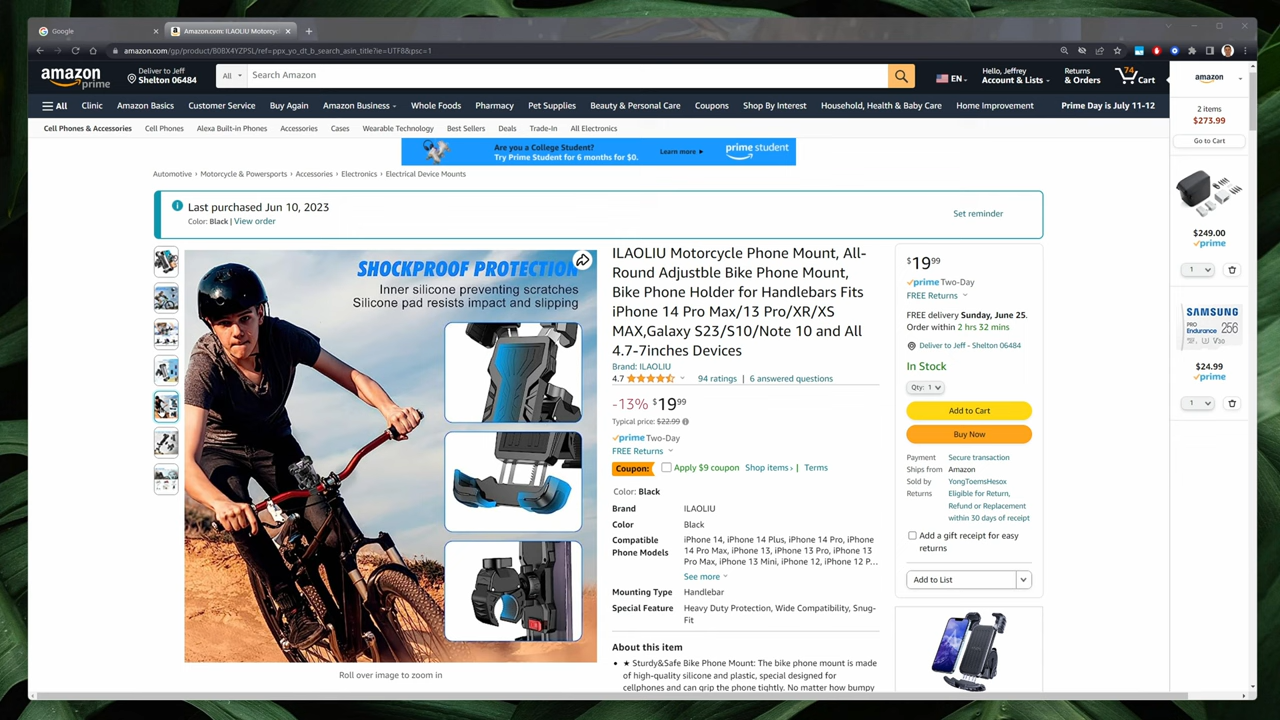 Google
Amazon.com: ILAOLIU Motorcyc
amazon.com/gp/product/B0BX4YZPSL/ref=ppx_yo_dt_b_search_asin_title?ie=UTF8&psc=1
amazon prime
Deliver to Jeff
Shelton 06484
All
Search Amazon
EN
Hello, Jeffrey
Account & Lists
Returns
& Orders
74
Cart
All
Clinic
Amazon Basics
Customer Service
Buy Again
Amazon Business
Whole Foods
Pharmacy
Pet Supplies
Beauty & Personal Care
Coupons
Shop By Interest
Household, Health & Baby Care
Home Improvement
Prime Day is July 11-12
Cell Phones & Accessories
Cell Phones
Alexa Built-in Phones
Accessories
Cases
Wearable Technology
Best Sellers
Deals
Trade-In
All Electronics
Are you a College Student?
Try Prime Student for 6 months for $0.
Learn more ►
prime student
Automotive › Motorcycle & Powersports › Accessories › Electronics › Electrical Device Mounts
Last purchased Jun 10, 2023
Color: Black | View order
Set reminder
SHOCKPROOF PROTECTION
Inner silicone preventing scratches
Silicone pad resists impact and slipping
Roll over image to zoom in
ILAOLIU Motorcycle Phone Mount, All-
Round Adjustble Bike Phone Mount,
Bike Phone Holder for Handlebars Fits
iPhone 14 Pro Max/13 Pro/XR/XS
MAX,Galaxy S23/S10/Note 10 and All
4.7-7inches Devices
Brand: ILAOLIU
4.7
94 ratings | 6 answered questions
-13% $19 99
Typical price: $22.99
prime Two-Day
FREE Returns
Coupon: Apply $9 coupon Shop items › | Terms
Color: Black
Brand ILAOLIU
Color Black
Compatible Phone Models
iPhone 14, iPhone 14 Plus, iPhone 14 Pro, iPhone
14 Pro Max, iPhone 13, iPhone 13 Pro, iPhone 13
Pro Max, iPhone 13 Mini, iPhone 12, iPhone 12 P...
See more
Mounting Type Handlebar
Special Feature Heavy Duty Protection, Wide Compatibility, Snug-
Fit
About this item
• ★ Sturdy&Safe Bike Phone Mount: The bike phone mount is made
of high-quality silicone and plastic, special designed for
cellphones and can grip the phone tightly. No matter how bumpy
$19 99
prime Two-Day
FREE Returns
FREE delivery Sunday, June 25.
Order within 2 hrs 32 mins
Deliver to Jeff - Shelton 06484
In Stock
Qty: 1
Add to Cart
Buy Now
Payment Secure transaction
Ships from Amazon
Sold by YongToemsHesox
Returns Eligible for Return,
Refund or Replacement
within 30 days of receipt
Add a gift receipt for easy
returns
Add to List
amazon
2 items
$273.99
Go to Cart
$249.00
prime
1
SAMSUNG
PRO
Endurance 256
V30
$24.99
prime
1